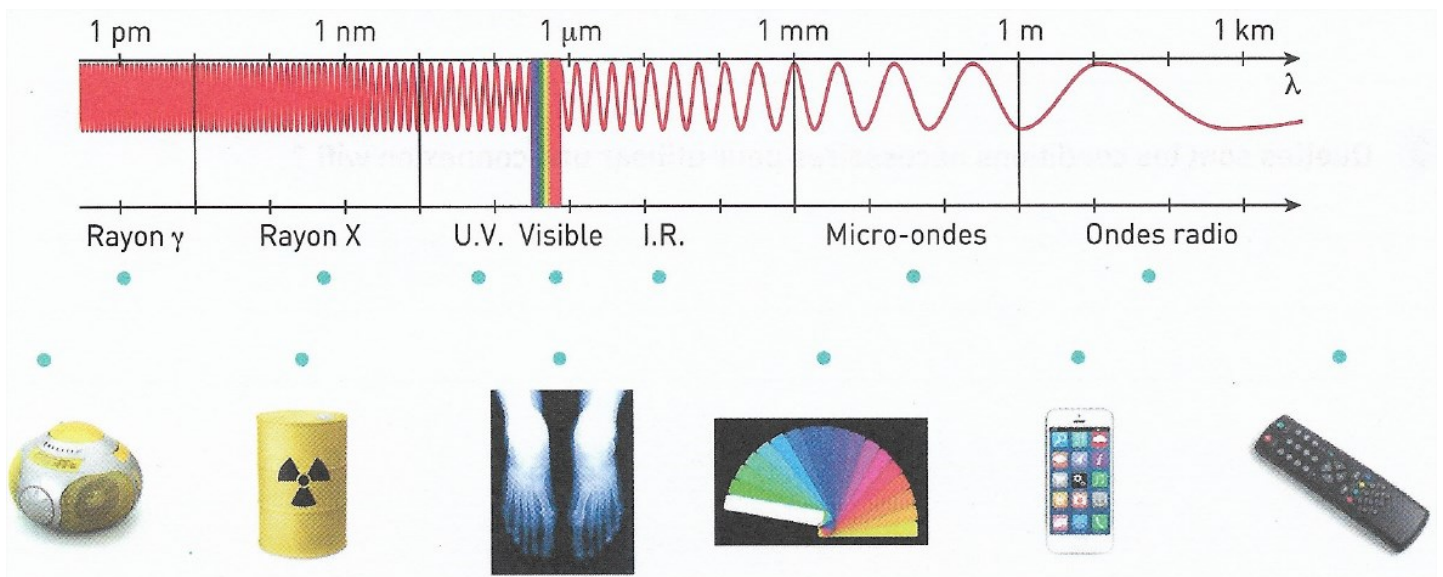 1 pm 1 nm 1 μm 1 mm 1 m 1 km
λ
Rayon γ Rayon X U.V. Visible I.R. Micro-ondes Ondes radio